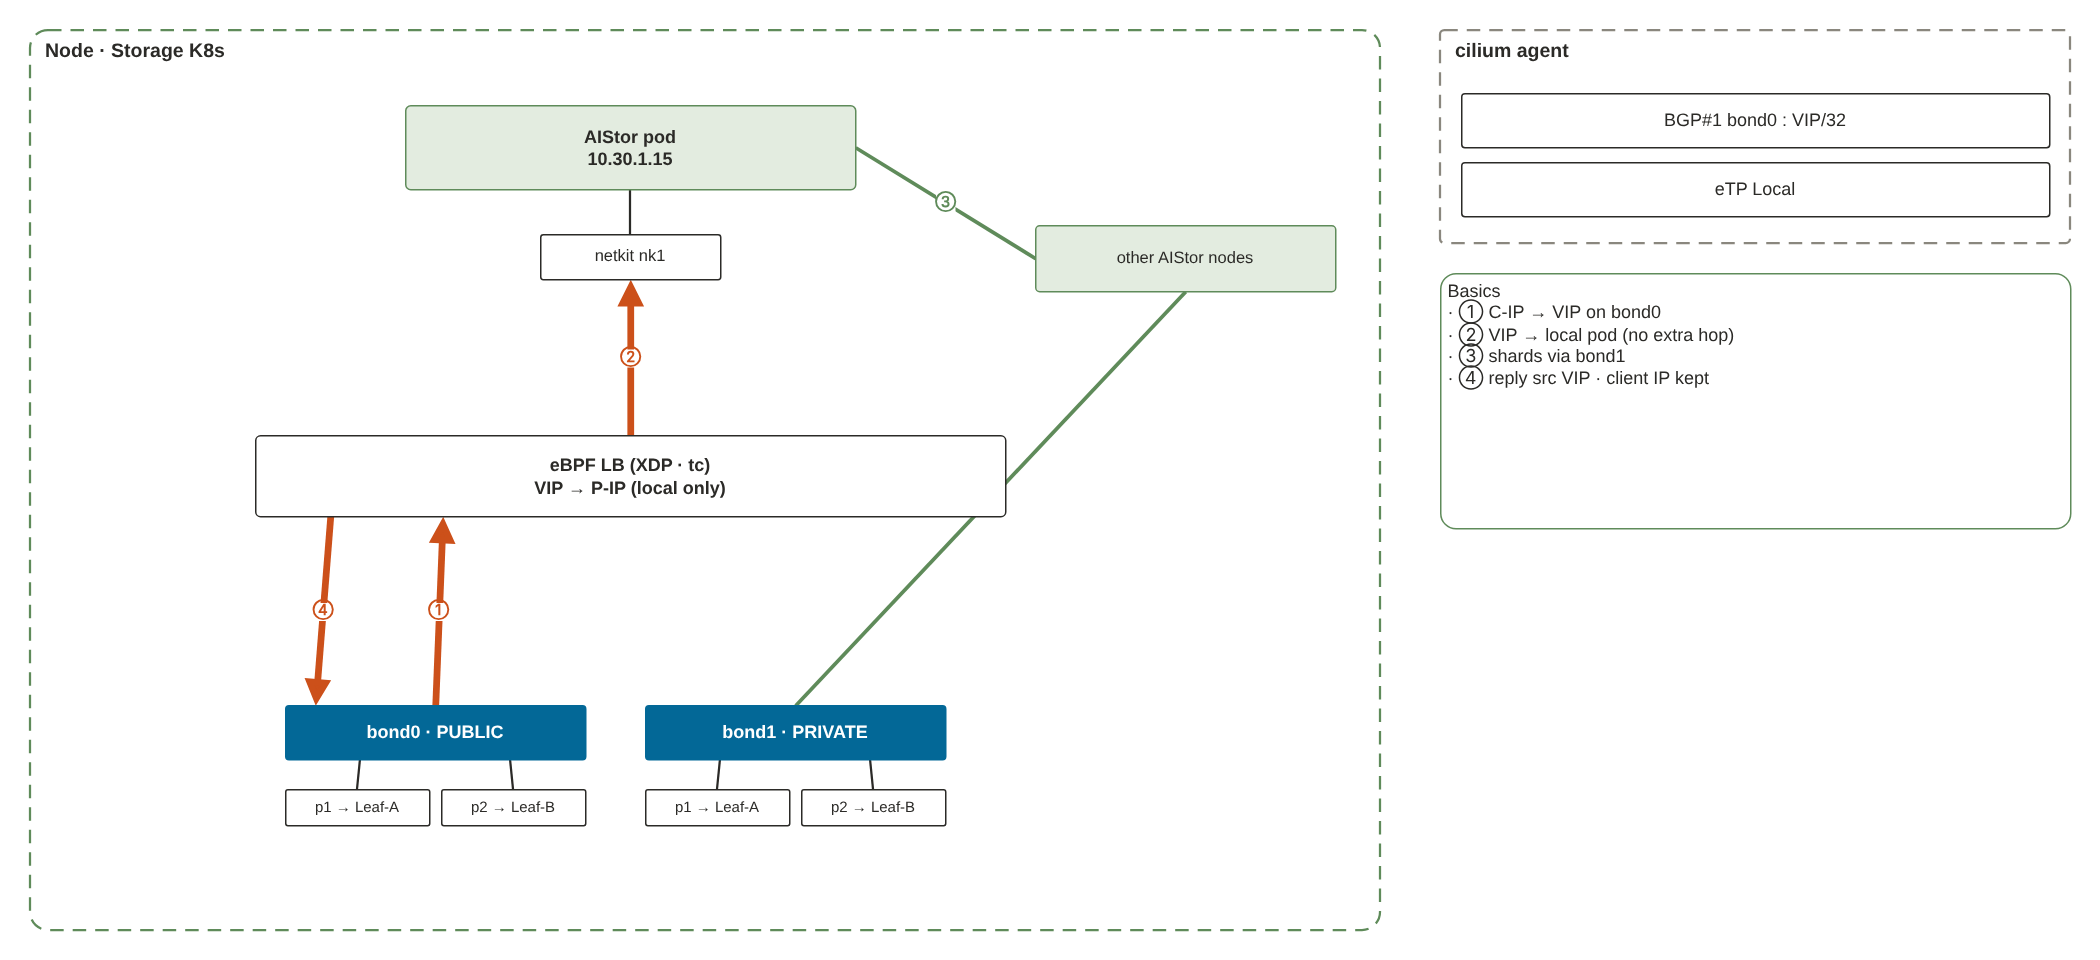 Node · Storage K8s
AIStor pod
10.30.1.15
③
netkit nk1
other AIStor nodes
②
eBPF LB (XDP · tc)
VIP → P-IP (local only)
④
①
bond0 · PUBLIC
bond1 · PRIVATE
p1 → Leaf-A
p2 → Leaf-B
p1 → Leaf-A
p2 → Leaf-B
cilium agent
BGP#1 bond0 : VIP/32
eTP Local
Basics
· ① C-IP → VIP on bond0
· ② VIP → local pod (no extra hop)
· ③ shards via bond1
· ④ reply src VIP · client IP kept